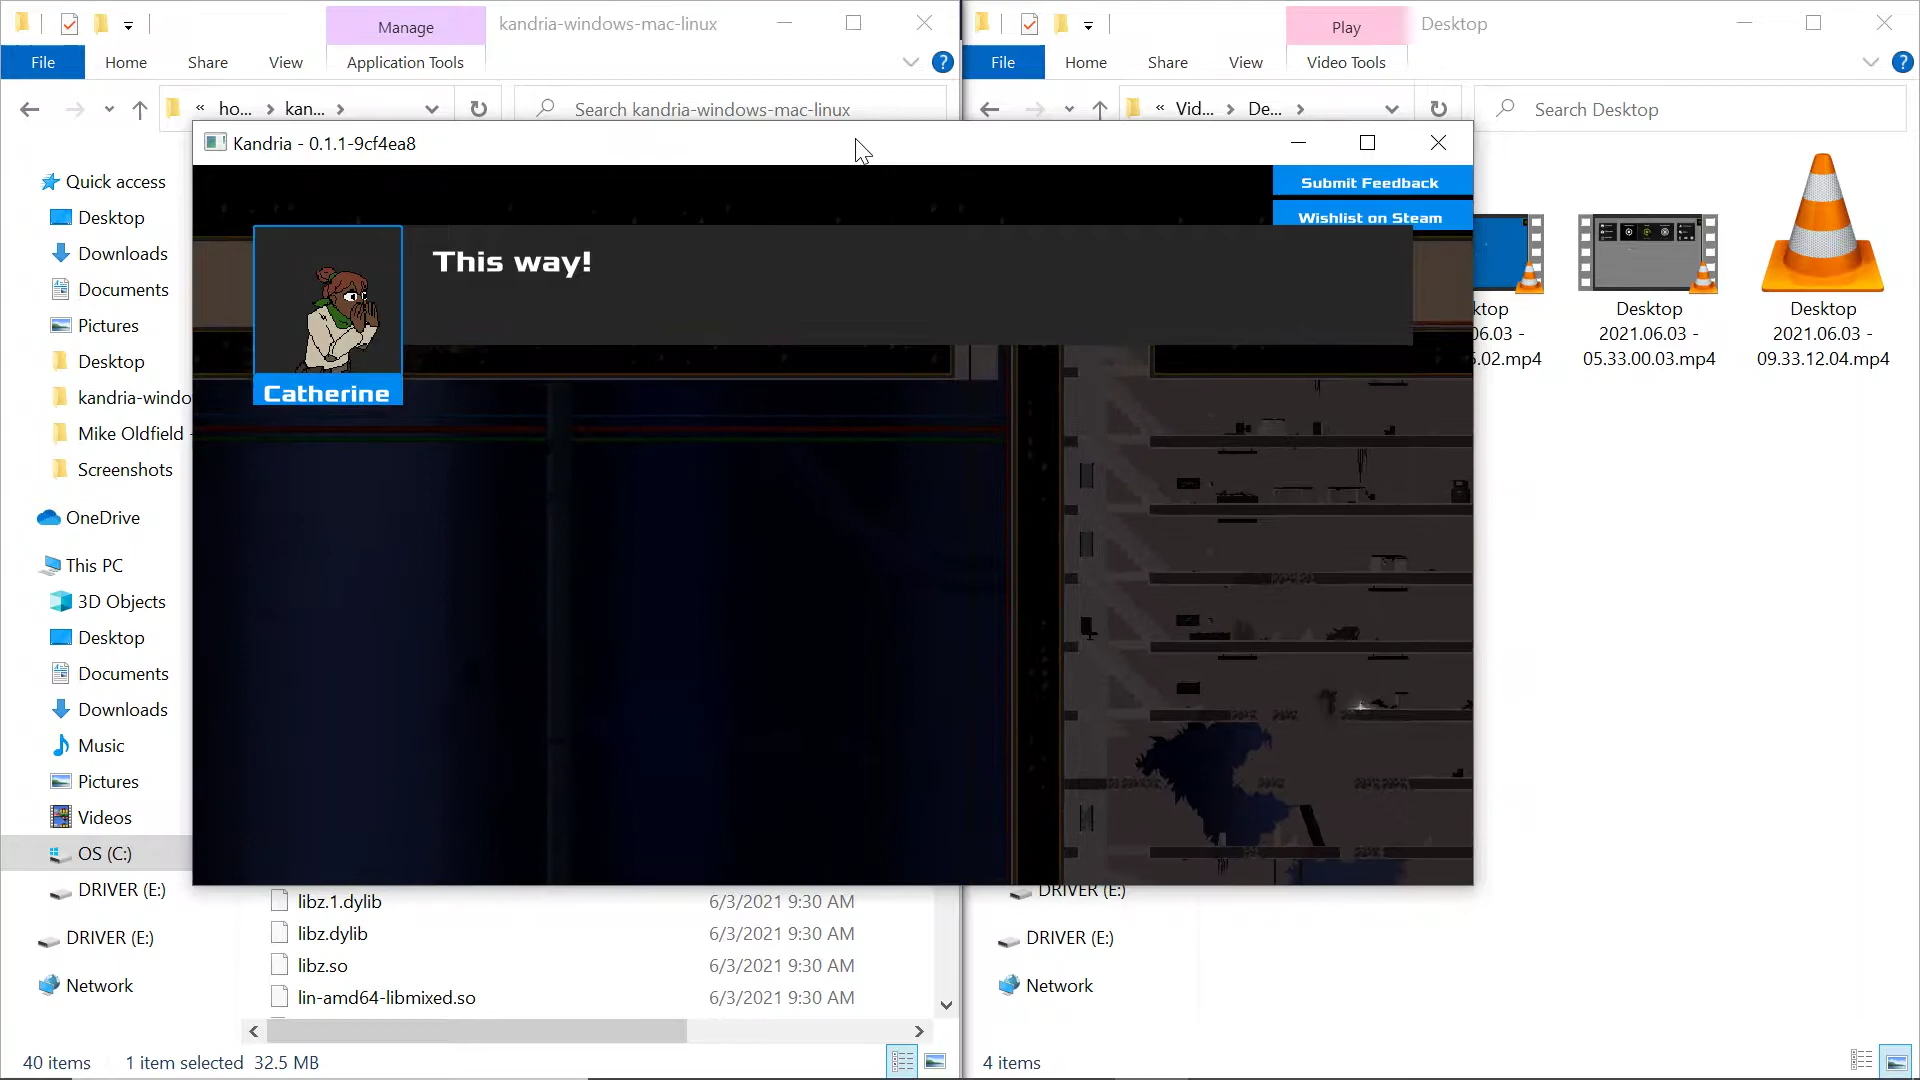 Manage
kandria-windows-mac-linux
File
Home
Share
View
Application Tools
ho...
kan...
Search kandria-windows-mac-linux
Play
Desktop
File
Home
Share
View
Video Tools
Vid...
De...
Search Desktop
Kandria - 0.1.1-9cf4ea8
Submit Feedback
Wishlist on Steam
This way!
Catherine
Quick access
Desktop
Downloads
Documents
Pictures
Desktop
kandria-windo
Mike Oldfield -
Screenshots
OneDrive
This PC
3D Objects
Desktop
Documents
Downloads
Music
Pictures
Videos
OS (C:)
DRIVER (E:)
DRIVER (E:)
Network
libz.1.dylib 6/3/2021 9:30 AM
libz.dylib 6/3/2021 9:30 AM
libz.so 6/3/2021 9:30 AM
lin-amd64-libmixed.so 6/3/2021 9:30 AM
40 items
1 item selected 32.5 MB
ktop
06.03 -
5.02.mp4
Desktop
2021.06.03 -
05.33.00.03.mp4
Desktop
2021.06.03 -
09.33.12.04.mp4
DRIVER (E:)
DRIVER (E:)
Network
4 items